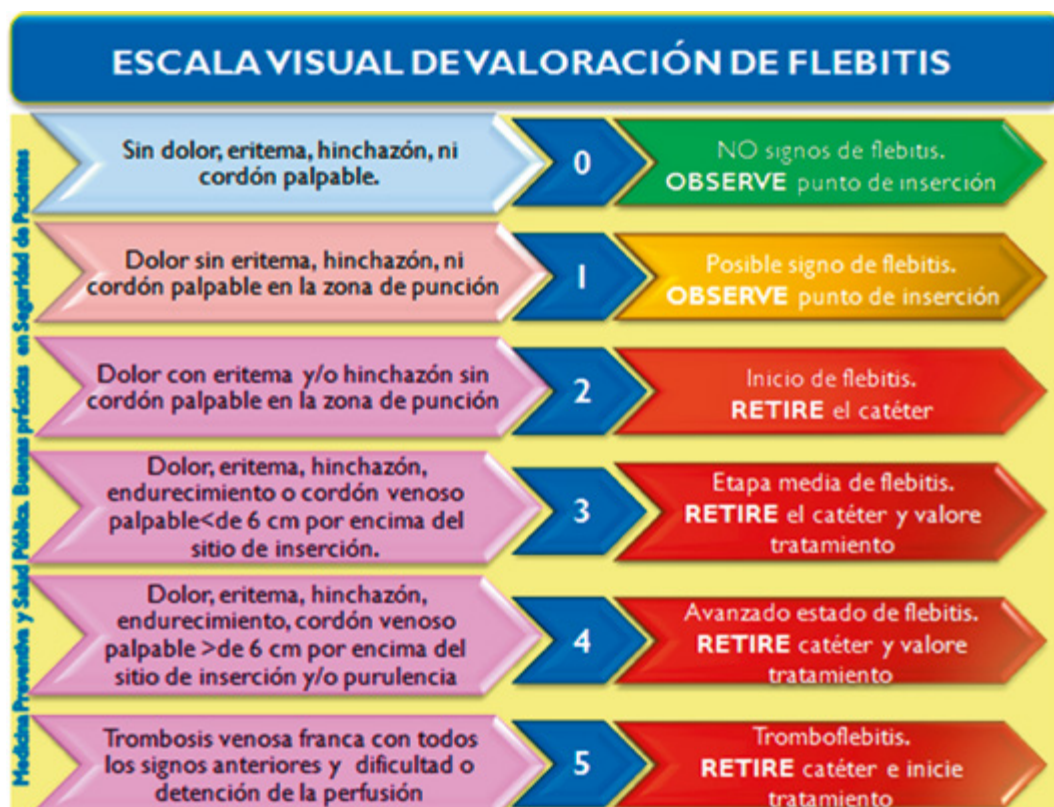 ESCALA VISUAL DE VALORACIÓN DE FLEBITIS
Sin dolor, eritema, hinchazón, ni
cordón palpable.
0
NO signos de flebitis.
OBSERVE punto de inserción
Dolor sin eritema, hinchazón, ni
cordón palpable en la zona de punción
1
Posible signo de flebitis.
OBSERVE punto de inserción
Dolor con eritema y/o hinchazón sin
cordón palpable en la zona de punción
2
Inicio de flebitis.
RETIRE el catéter
Dolor, eritema, hinchazón,
endurecimiento o cordón venoso
palpable<de 6 cm por encima del
sitio de inserción.
3
Etapa media de flebitis.
RETIRE el catéter y valore
tratamiento
Dolor, eritema, hinchazón,
endurecimiento, cordón venoso
palpable >de 6 cm por encima del
sitio de inserción y/o purulencia
4
Avanzado estado de flebitis.
RETIRE catéter y valore
tratamiento
Trombosis venosa franca con todos
los signos anteriores y dificultad o
detención de la perfusión
5
Tromboflebitis.
RETIRE catéter e inicie
tratamiento
Medicina Preventiva y Salud Pública. Buenas prácticas en Seguridad de Pacientes